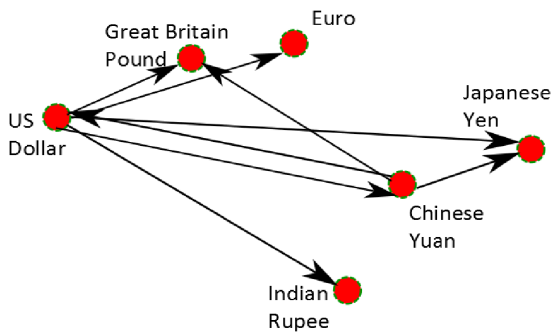 Great Britain
Pound
Euro
US
Dollar
Japanese
Yen
Chinese
Yuan
Indian
Rupee